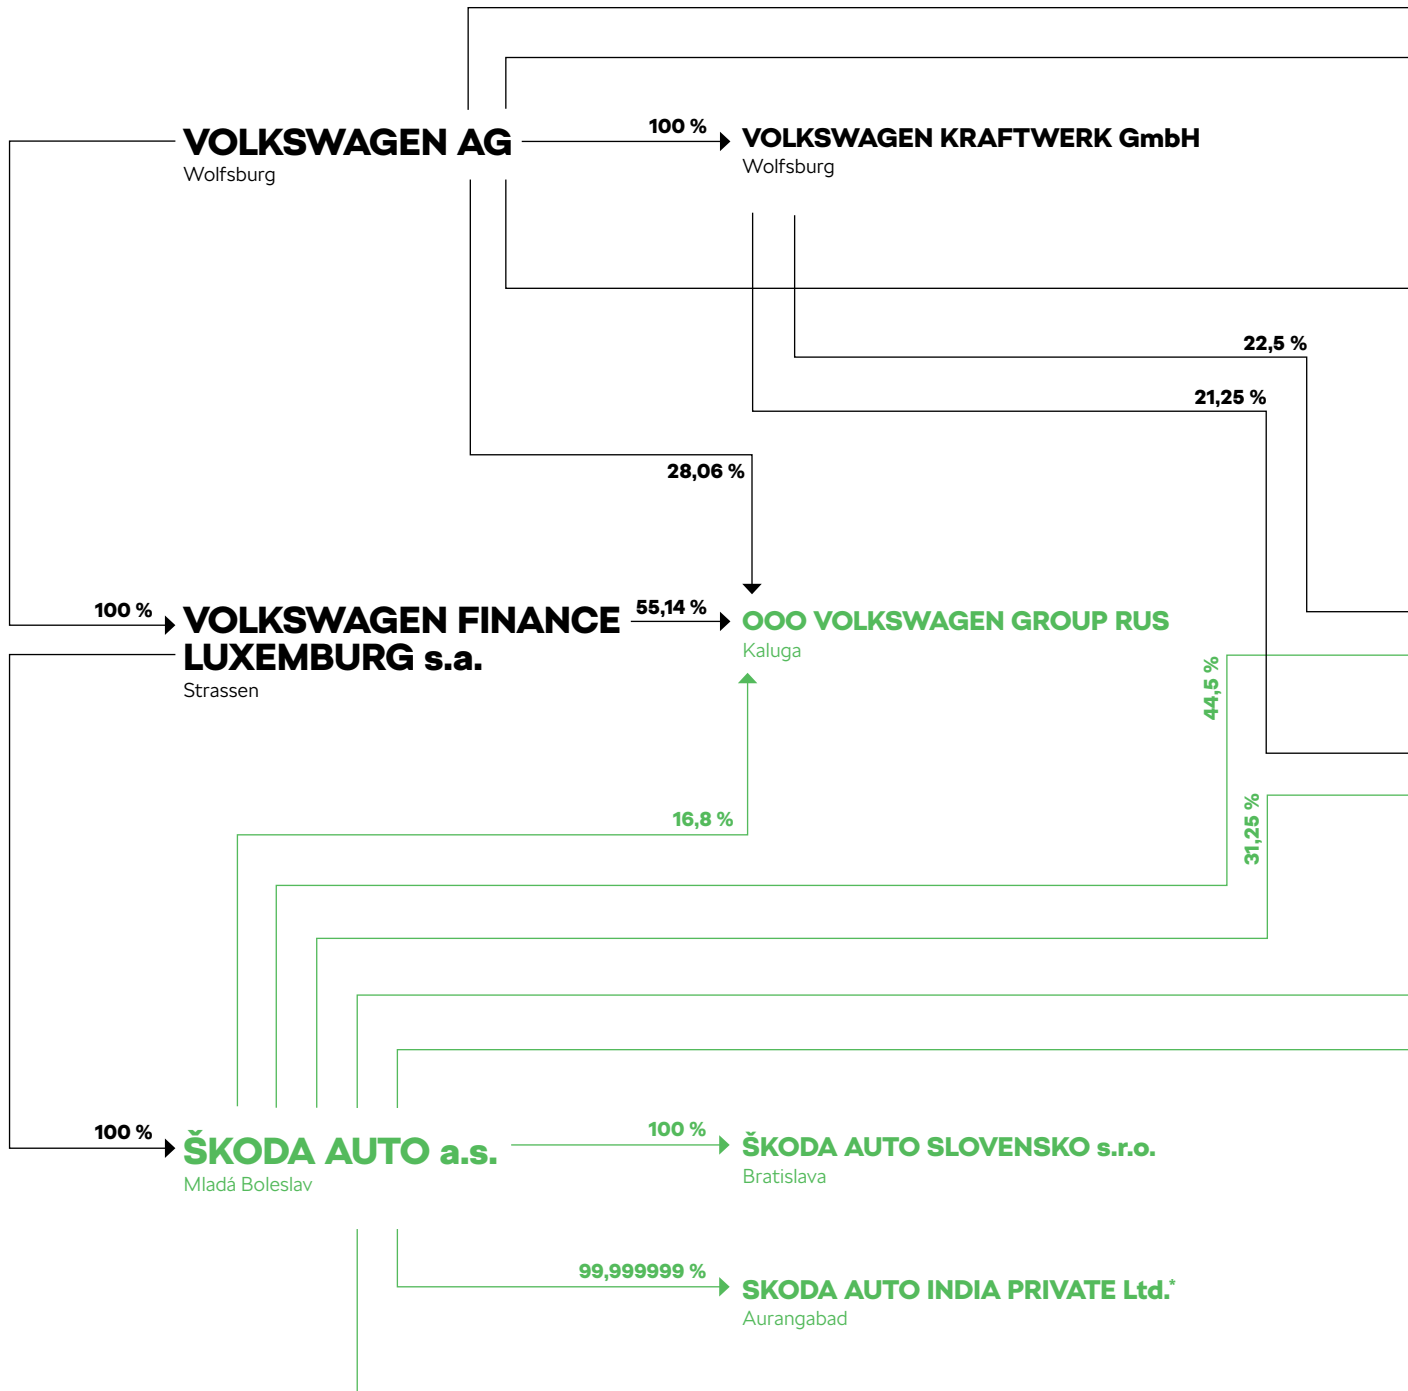 VOLKSWAGEN AG
Wolfsburg
100 %
VOLKSWAGEN KRAFTWERK GmbH
Wolfsburg
22,5 %
21,25 %
28,06 %
100 %
VOLKSWAGEN FINANCE
LUXEMBURG s.a.
Strassen
55,14 %
OOO VOLKSWAGEN GROUP RUS
Kaluga
44,5 %
16,8 %
31,25 %
100 %
ŠKODA AUTO a.s.
Mladá Boleslav
100 %
ŠKODA AUTO SLOVENSKO s.r.o.
Bratislava
99,999999 %
SKODA AUTO INDIA PRIVATE Ltd.*
Aurangabad